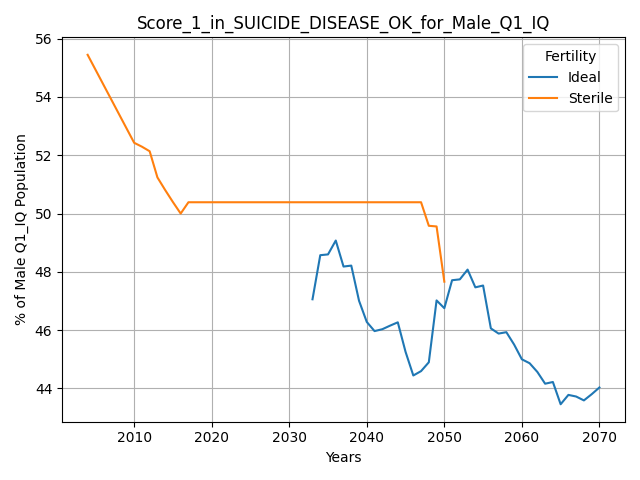 Score_1_in_SUICIDE_DISEASE_OK_for_Male_Q1_IQ
% of Male Q1_IQ Population
56
54
52
50
48
46
44
Fertility
Ideal
Sterile
2010 2020 2030 2040 2050 2060 2070
Years